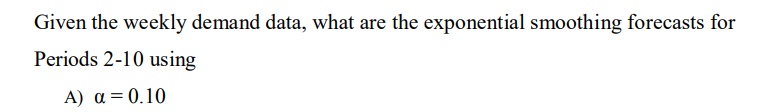 Given the weekly demand data, what are the exponential smoothing forecasts for
Periods 2-10 using
A) α = 0.10